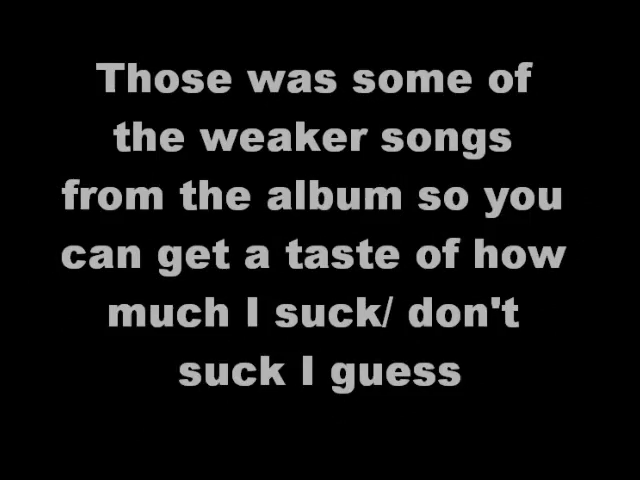 Those was some of
the weaker songs
from the album so you
can get a taste of how
much I suck/ don't
suck I guess